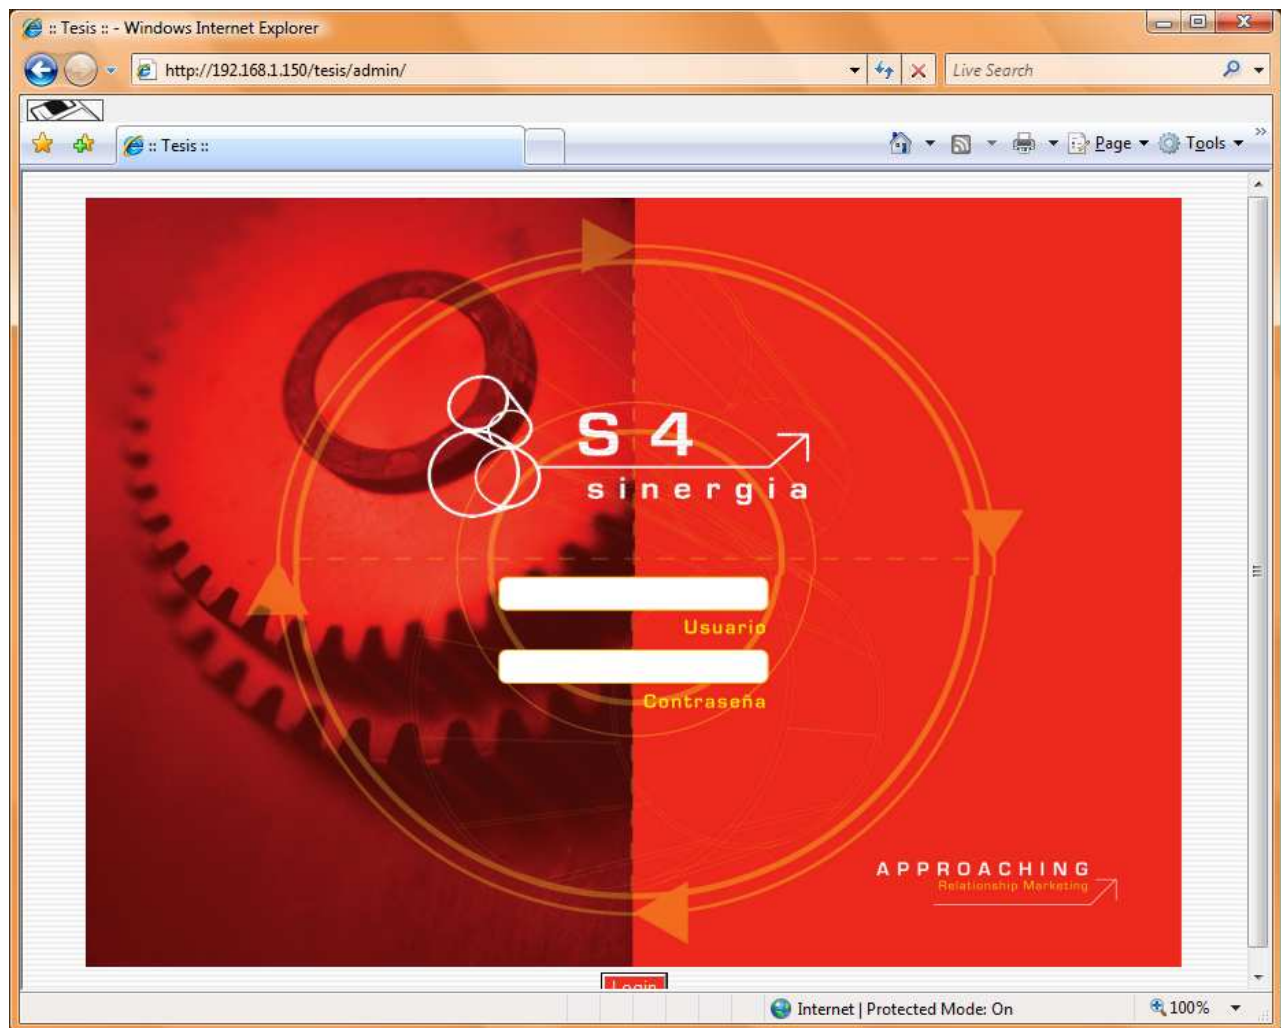 :: Tesis :: - Windows Internet Explorer
http://192.168.1.150/tesis/admin/
Live Search
:: Tesis ::
Page
Tools
S 4
sinergia
Usuario
Contraseña
APPROACHING
Relationship Marketing
Login
Internet | Protected Mode: On
100%